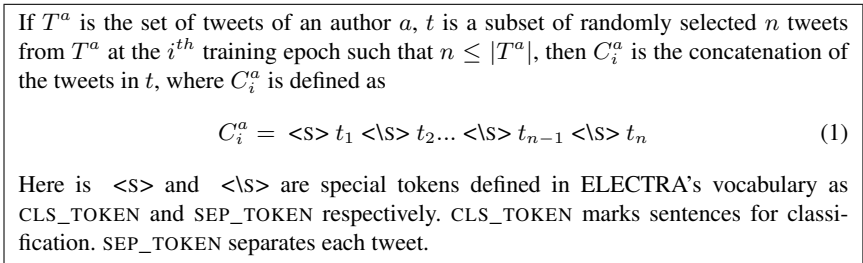 If T^a is the set of tweets of an author a, t is a subset of randomly selected n tweets
from T^a at the i^{th} training epoch such that n ≤ |T^a|, then C_i^a is the concatenation of
the tweets in t, where C_i^a is defined as
C_i^a = <S> t_1 <\S> t_2... <\S> t_{n−1} <\S> t_n (1)
Here is <S> and <\S> are special tokens defined in ELECTRA's vocabulary as
CLS_TOKEN and SEP_TOKEN respectively. CLS_TOKEN marks sentences for classi-
fication. SEP_TOKEN separates each tweet.